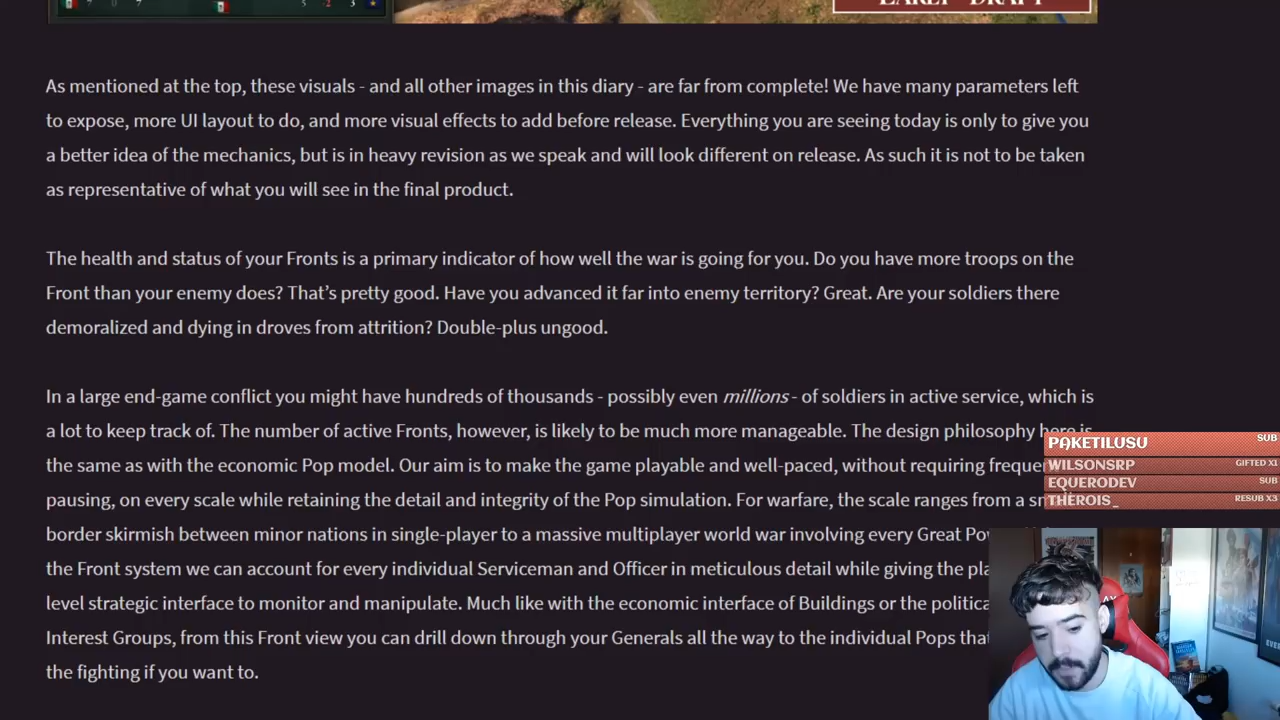 7 0 7 5 -2 3
EARLY DRAFT
As mentioned at the top, these visuals - and all other images in this diary - are far from complete! We have many parameters left
to expose, more UI layout to do, and more visual effects to add before release. Everything you are seeing today is only to give you
a better idea of the mechanics, but is in heavy revision as we speak and will look different on release. As such it is not to be taken
as representative of what you will see in the final product.
The health and status of your Fronts is a primary indicator of how well the war is going for you. Do you have more troops on the
Front than your enemy does? That’s pretty good. Have you advanced it far into enemy territory? Great. Are your soldiers there
demoralized and dying in droves from attrition? Double-plus ungood.
In a large end-game conflict you might have hundreds of thousands - possibly even millions - of soldiers in active service, which is
a lot to keep track of. The number of active Fronts, however, is likely to be much more manageable. The design philosophy here is
the same as with the economic Pop model. Our aim is to make the game playable and well-paced, without requiring freque
pausing, on every scale while retaining the detail and integrity of the Pop simulation. For warfare, the scale ranges from a sm
border skirmish between minor nations in single-player to a massive multiplayer world war involving every Great Po
the Front system we can account for every individual Serviceman and Officer in meticulous detail while giving the pla
level strategic interface to monitor and manipulate. Much like with the economic interface of Buildings or the politica
Interest Groups, from this Front view you can drill down through your Generals all the way to the individual Pops that
the fighting if you want to.
PAKETILUSU SUB
WILSONSRP GIFTED X1
EQUERODEV SUB
THEROIS_ RESUB X3